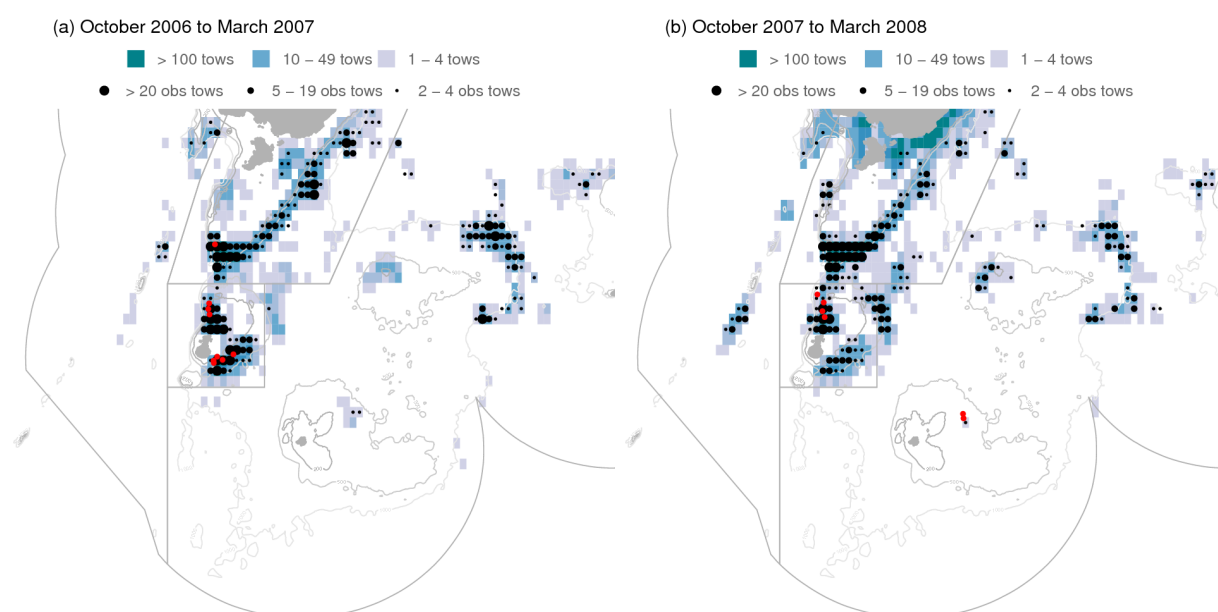 (a) October 2006 to March 2007
> 100 tows 10 − 49 tows 1 − 4 tows
> 20 obs tows 5 − 19 obs tows 2 − 4 obs tows
(b) October 2007 to March 2008
> 100 tows 10 − 49 tows 1 − 4 tows
> 20 obs tows 5 − 19 obs tows 2 − 4 obs tows